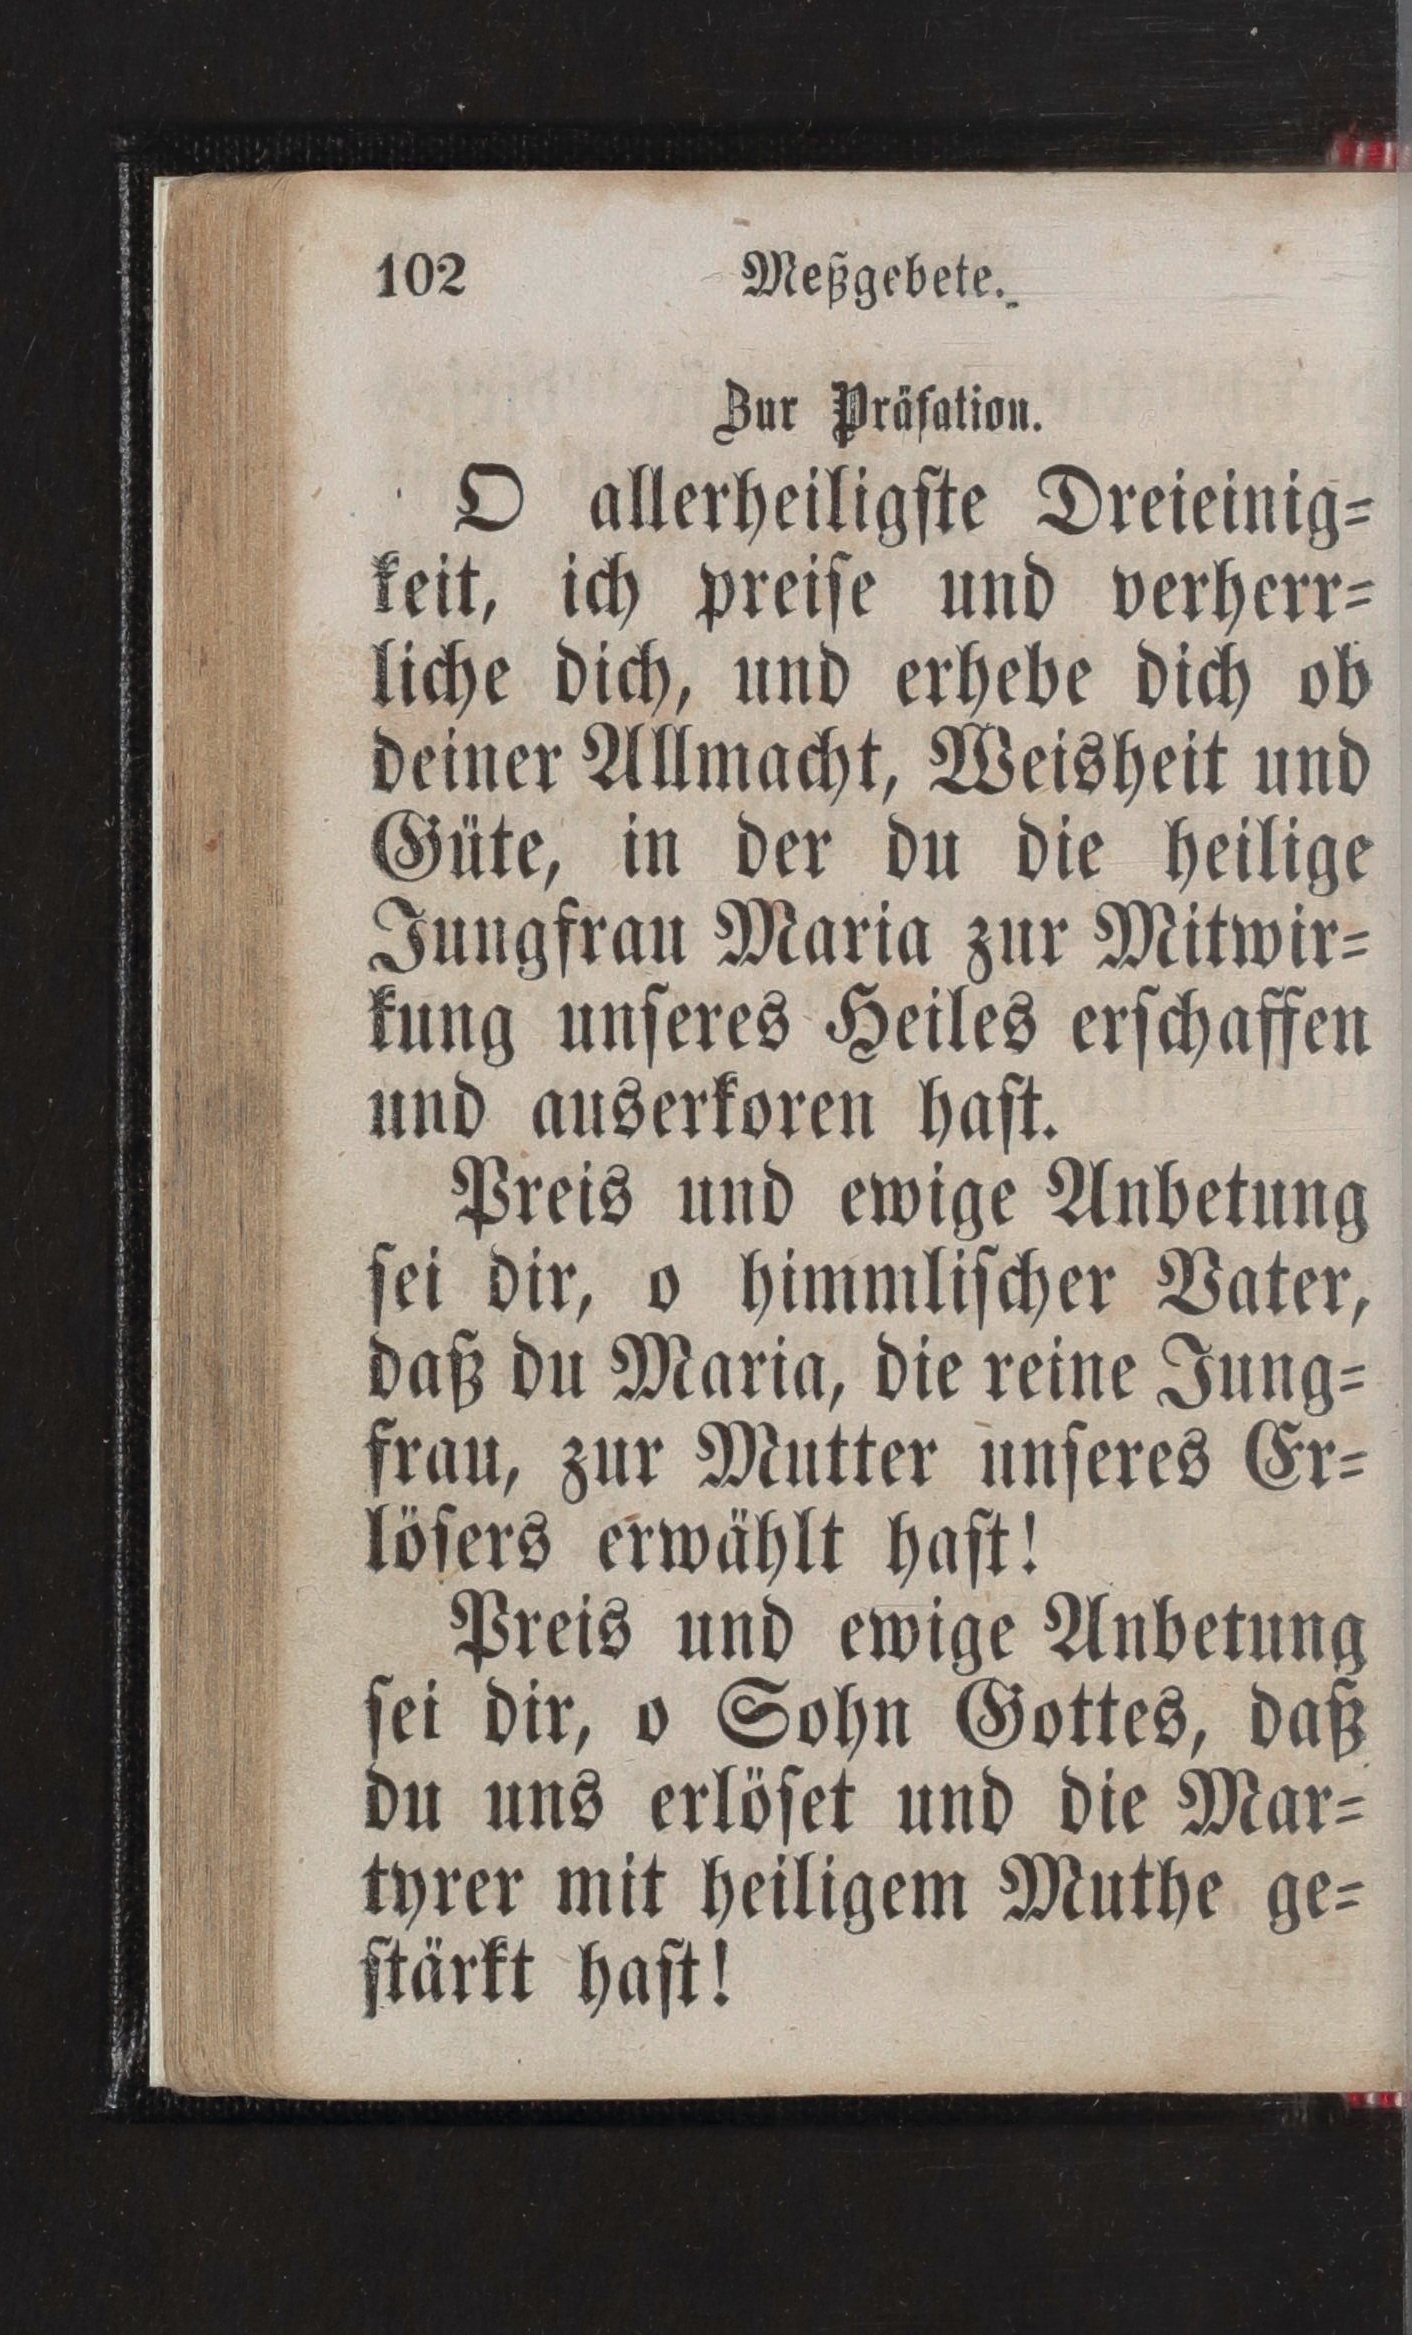 102 Meßgebete.
Zur Präfation.
O allerheiligſte Dreieinig=
keit, ich preiſe und verherr=
liche dich, und erhebe dich ob
deiner Allmacht, Weisheit und
Güte, in der du die heilige
Jungfrau Maria zur Mitwir=
kung unſeres Heiles erſchaffen
und auserkoren haſt.
Preis und ewige Anbetung
ſei dir, o himmliſcher Vater,
daß du Maria, die reine Jung=
frau, zur Mutter unſeres Er=
löſers erwählt haſt!
Preis und ewige Anbetung
ſei dir, o Sohn Gottes, daß
du uns erlöſet und die Mar=
tyrer mit heiligem Muthe ge=
ſtärkt haſt!